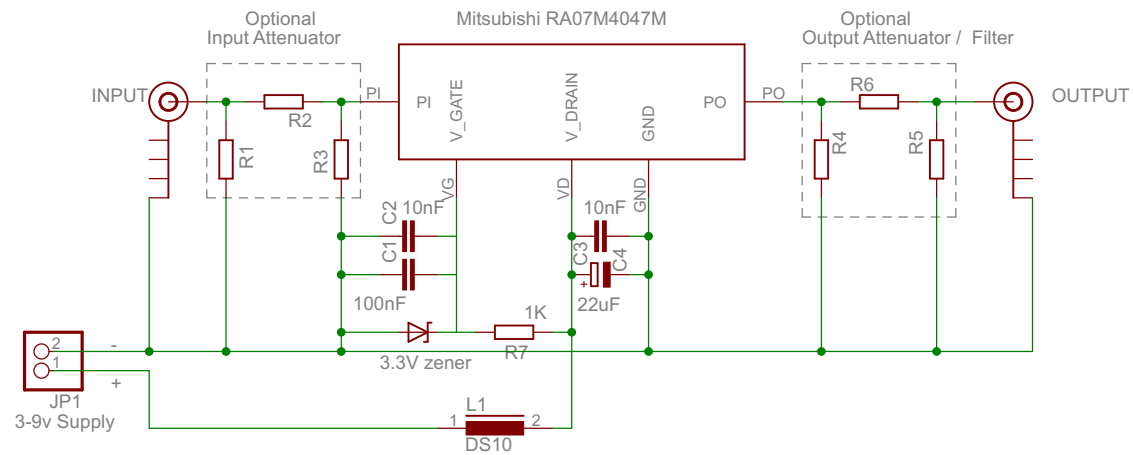 Optional
Input Attenuator
Mitsubishi RA07M4047M
Optional
Output Attenuator / Filter
INPUT
R2
R1
R3
PI
PI
V_GATE
V_DRAIN
GND
PO
PO
R6
R4
R5
OUTPUT
VG
VD
GND
C2
10nF
C1
100nF
10nF
C3
C4
+
22uF
3.3V zener
1K
R7
2
1
-
+
JP1
3-9v Supply
L1
1
2
DS10